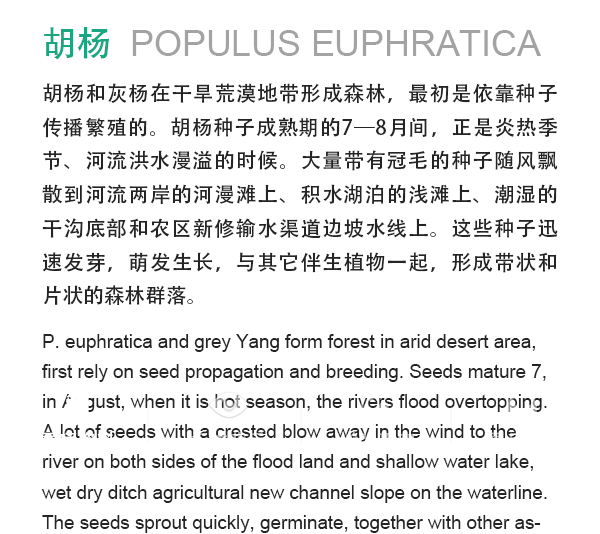 胡杨 POPULUS EUPHRATICA
胡杨和灰杨在干旱荒漠地带形成森林，最初是依靠种子
传播繁殖的。胡杨种子成熟期的7—8月间，正是炎热季
节、河流洪水漫溢的时候。大量带有冠毛的种子随风飘
散到河流两岸的河漫滩上、积水湖泊的浅滩上、潮湿的
干沟底部和农区新修输水渠道边坡水线上。这些种子迅
速发芽，萌发生长，与其它伴生植物一起，形成带状和
片状的森林群落。
P. euphratica and grey Yang form forest in arid desert area,
first rely on seed propagation and breeding. Seeds mature 7,
in August, when it is hot season, the rivers flood overtopping.
A lot of seeds with a crested blow away in the wind to the
river on both sides of the flood land and shallow water lake,
wet dry ditch agricultural new channel slope on the waterline.
The seeds sprout quickly, germinate, together with other as-